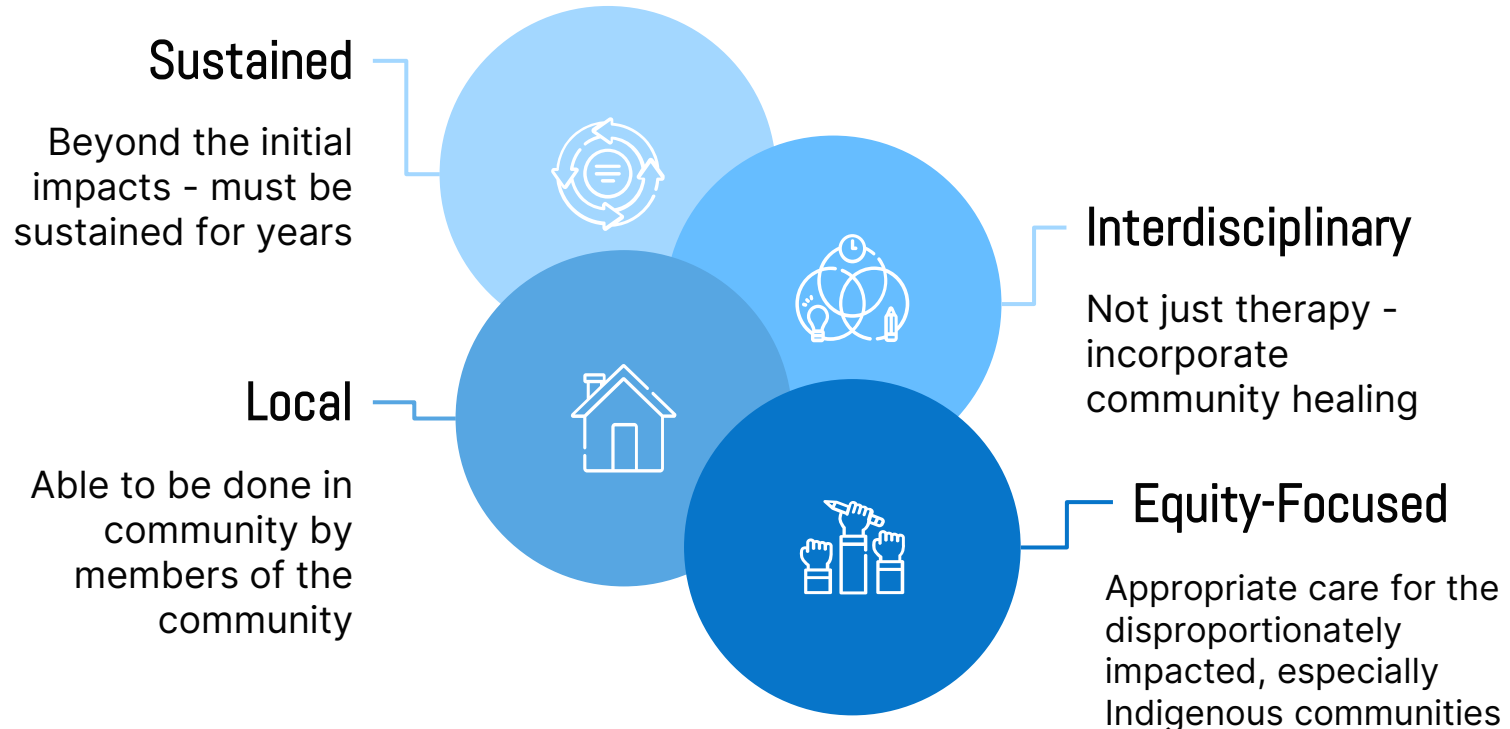 Sustained
Beyond the initial
impacts - must be
sustained for years
Interdisciplinary
Not just therapy -
incorporate
community healing
Local
Able to be done in
community by
members of the
community
Equity-Focused
Appropriate care for the
disproportionately
impacted, especially
Indigenous communities